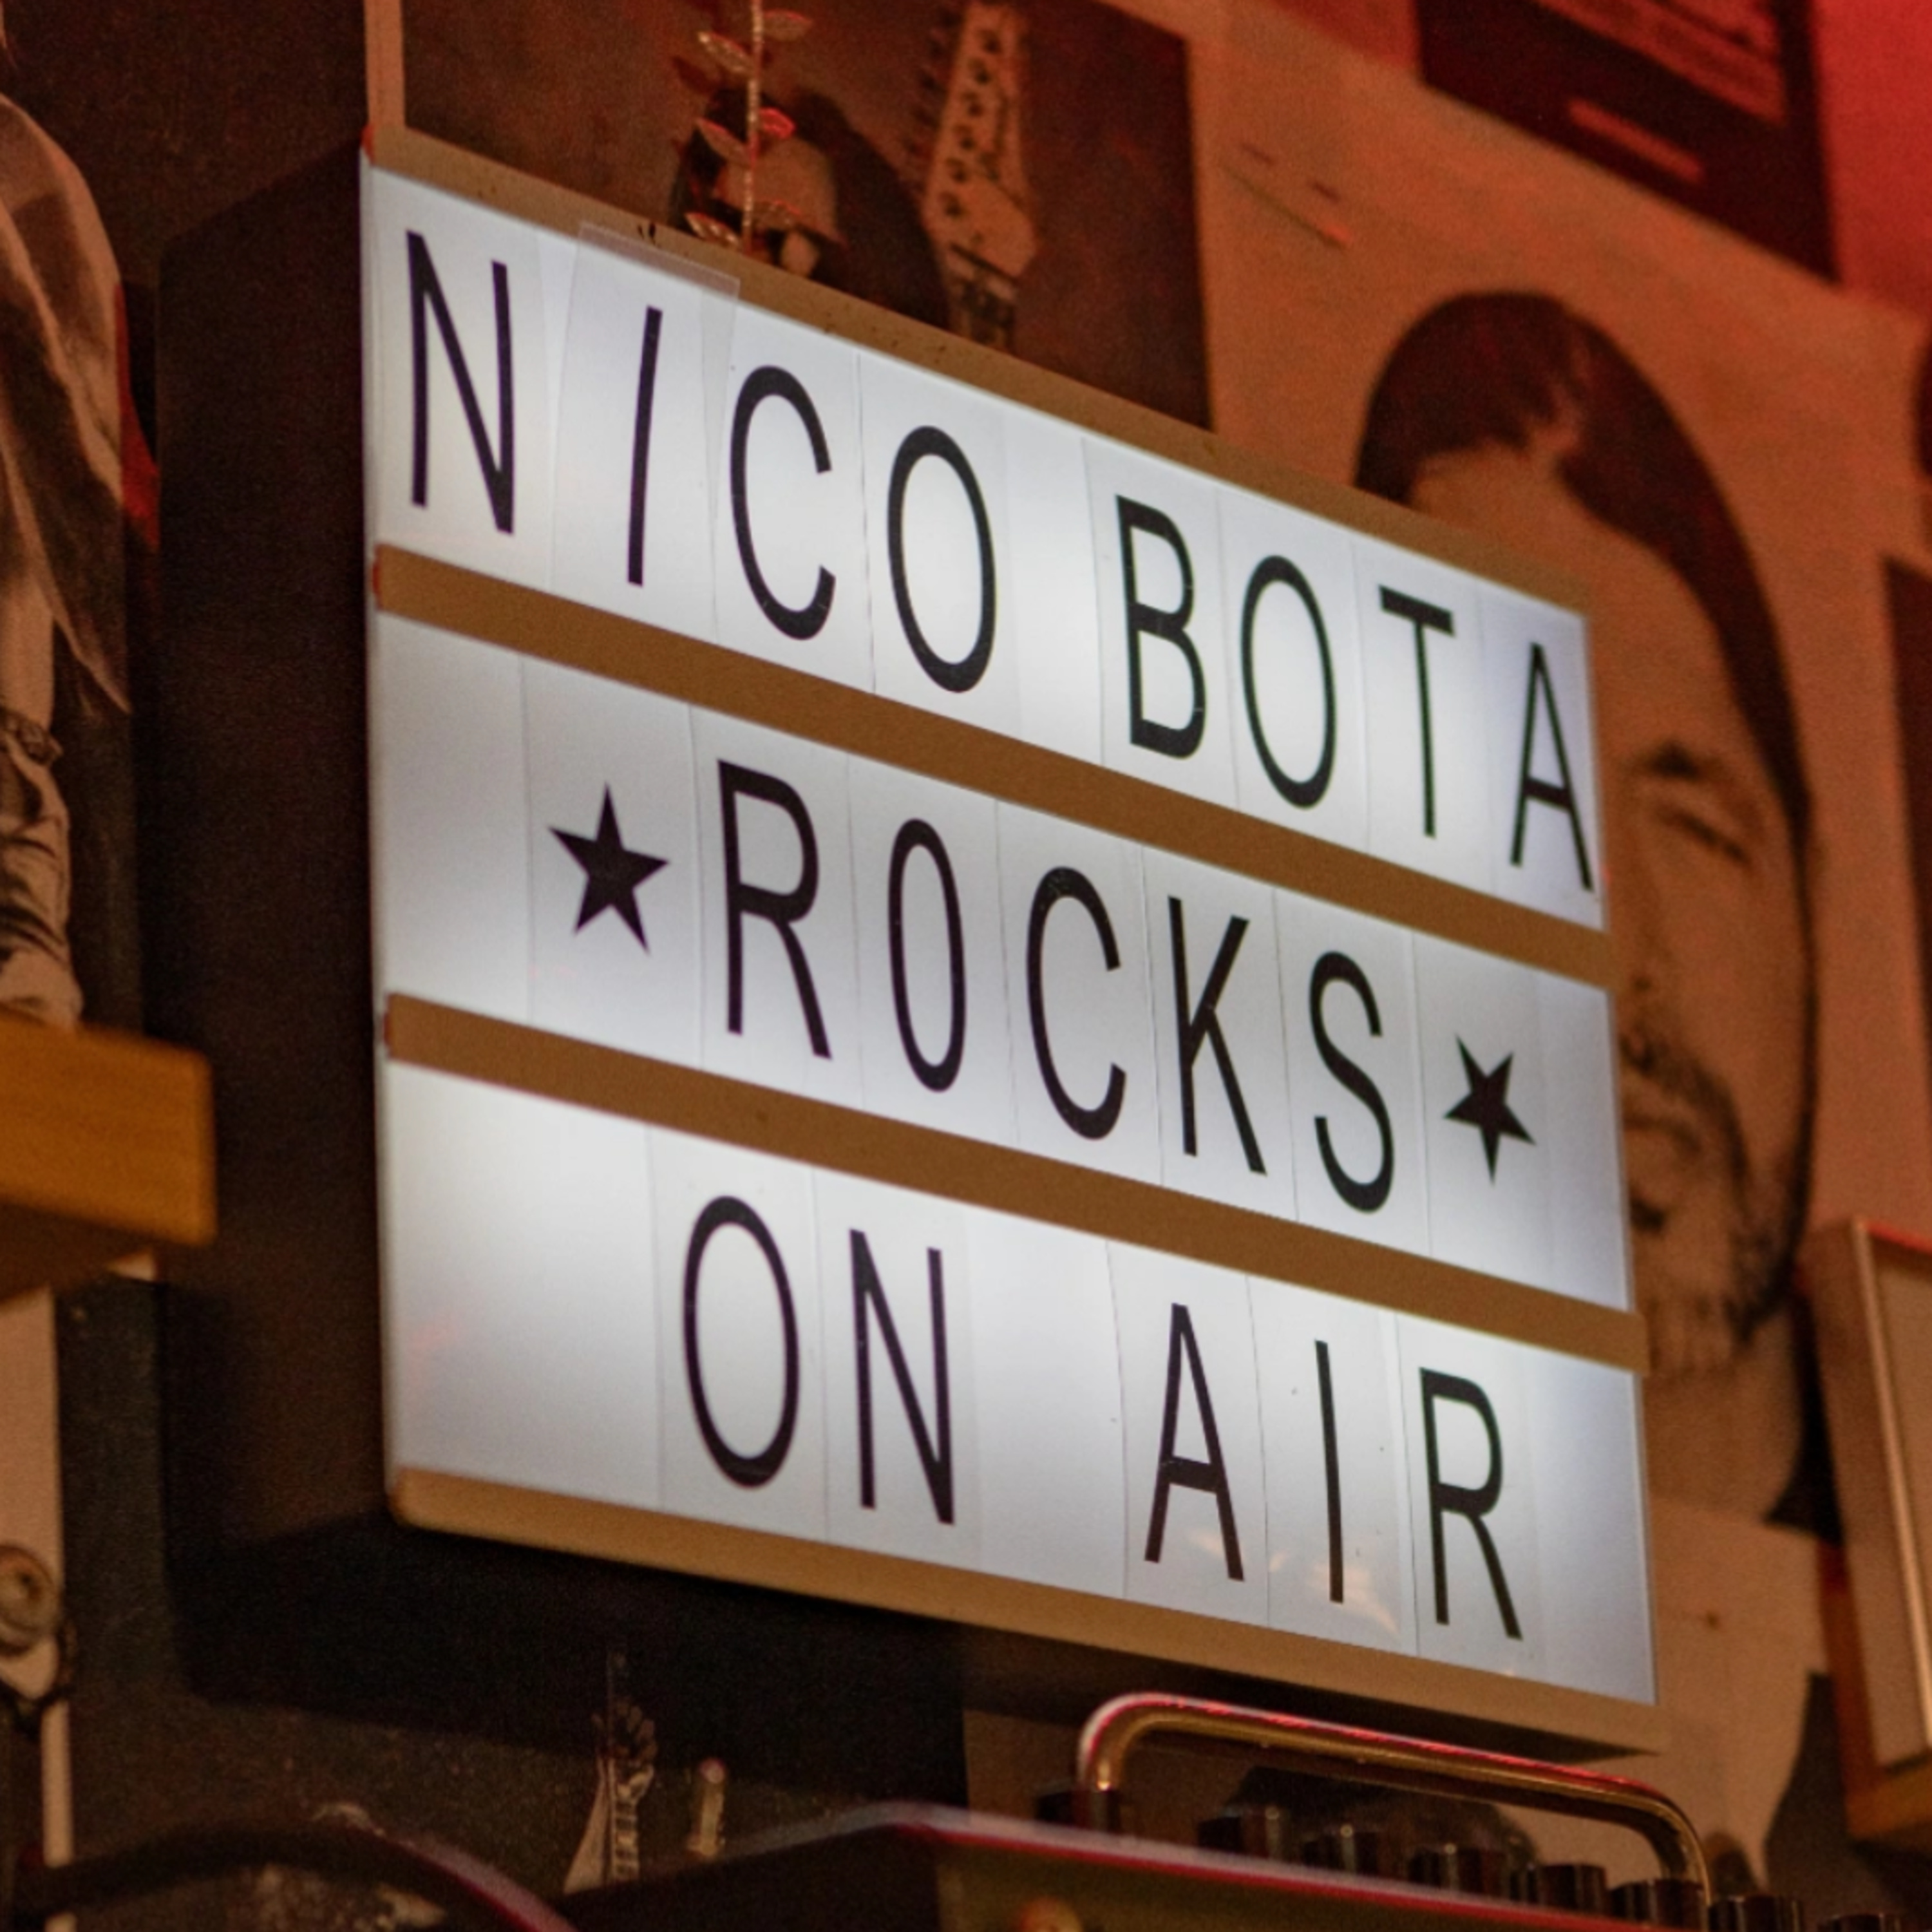 NICO BOTA
★ROCKS★
ON AIR